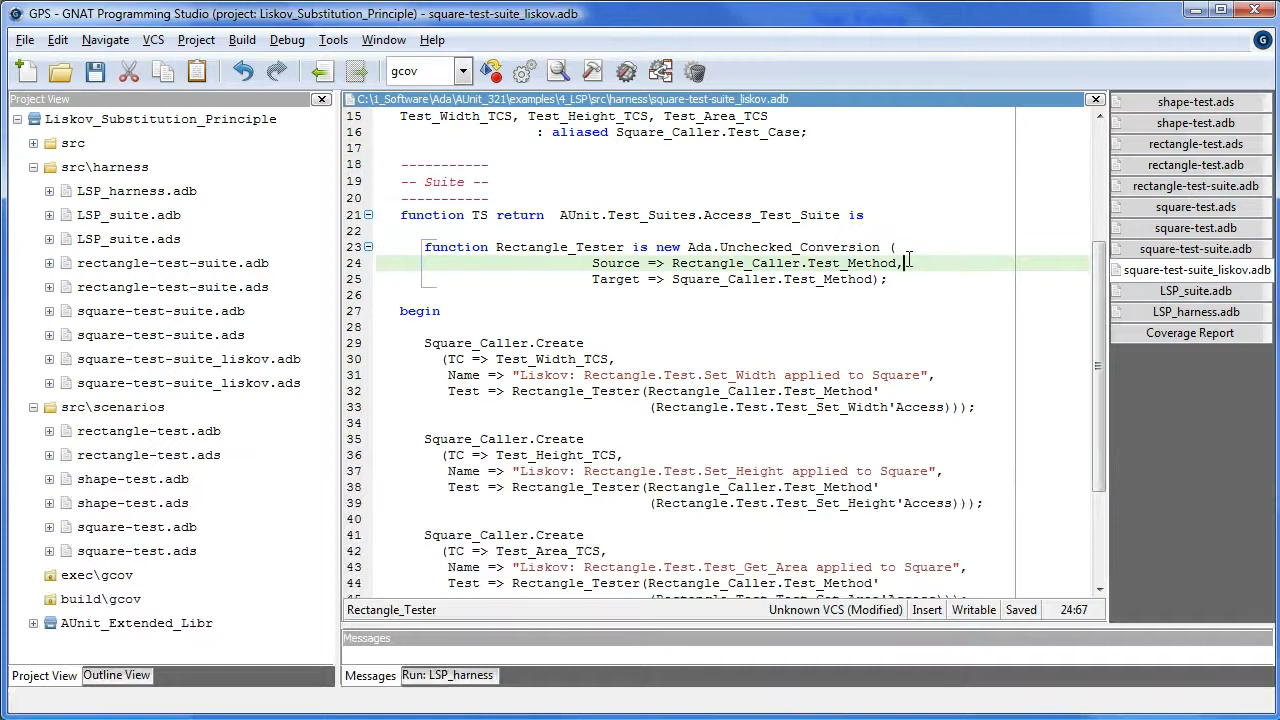 GPS - GNAT Programming Studio (project: Liskov_Substitution_Principle) - square-test-suite_liskov.adb
File Edit Navigate VCS Project Build Debug Tools Window Help
gcov
Project View
Liskov_Substitution_Principle
src
src\harness
LSP_harness.adb
LSP_suite.adb
LSP_suite.ads
rectangle-test-suite.adb
rectangle-test-suite.ads
square-test-suite.adb
square-test-suite.ads
square-test-suite_liskov.adb
square-test-suite_liskov.ads
src\scenarios
rectangle-test.adb
rectangle-test.ads
shape-test.adb
shape-test.ads
square-test.adb
square-test.ads
exec\gcov
build\gcov
AUnit_Extended_Libr
Project View Outline View
C:\1_Software\Ada\AUnit_321\examples\4_LSP\src\harness\square-test-suite_liskov.adb
15 Test_Width_TCS, Test_Height_TCS, Test_Area_TCS
16 : aliased Square_Caller.Test_Case;
17
18 -----------
19 -- Suite --
20 -----------
21 function TS return  AUnit.Test_Suites.Access_Test_Suite is
22
23 function Rectangle_Tester is new Ada.Unchecked_Conversion (
24 Source => Rectangle_Caller.Test_Method,
25 Target => Square_Caller.Test_Method);
26
27 begin
28
29 Square_Caller.Create
30 (TC => Test_Width_TCS,
31 Name => "Liskov: Rectangle.Test.Set_Width applied to Square",
32 Test => Rectangle_Tester(Rectangle_Caller.Test_Method'
33 (Rectangle.Test.Test_Set_Width'Access)));
34
35 Square_Caller.Create
36 (TC => Test_Height_TCS,
37 Name => "Liskov: Rectangle.Test.Set_Height applied to Square",
38 Test => Rectangle_Tester(Rectangle_Caller.Test_Method'
39 (Rectangle.Test.Test_Set_Height'Access)));
40
41 Square_Caller.Create
42 (TC => Test_Area_TCS,
43 Name => "Liskov: Rectangle.Test.Test_Get_Area applied to Square",
44 Test => Rectangle_Tester(Rectangle_Caller.Test_Method'
Rectangle_Tester Unknown VCS (Modified) Insert Writable Saved 24:67
Messages
Messages Run: LSP_harness
shape-test.ads
shape-test.adb
rectangle-test.ads
rectangle-test.adb
rectangle-test-suite.adb
square-test.ads
square-test.adb
square-test-suite.adb
square-test-suite_liskov.adb
LSP_suite.adb
LSP_harness.adb
Coverage Report